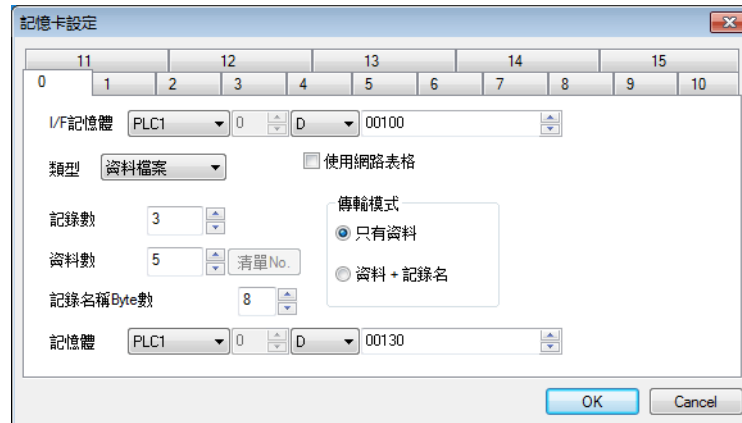 記憶卡設定
11 12 13 14 15
0 1 2 3 4 5 6 7 8 9 10
I/F記憶體 PLC1 0 D 00100
類型 資料檔案 使用網路表格
傳輸模式
記錄數 3
只有資料
資料數 5 清單No.
資料 + 記錄名
記錄名稱Byte數 8
記憶體 PLC1 0 D 00130
OK Cancel